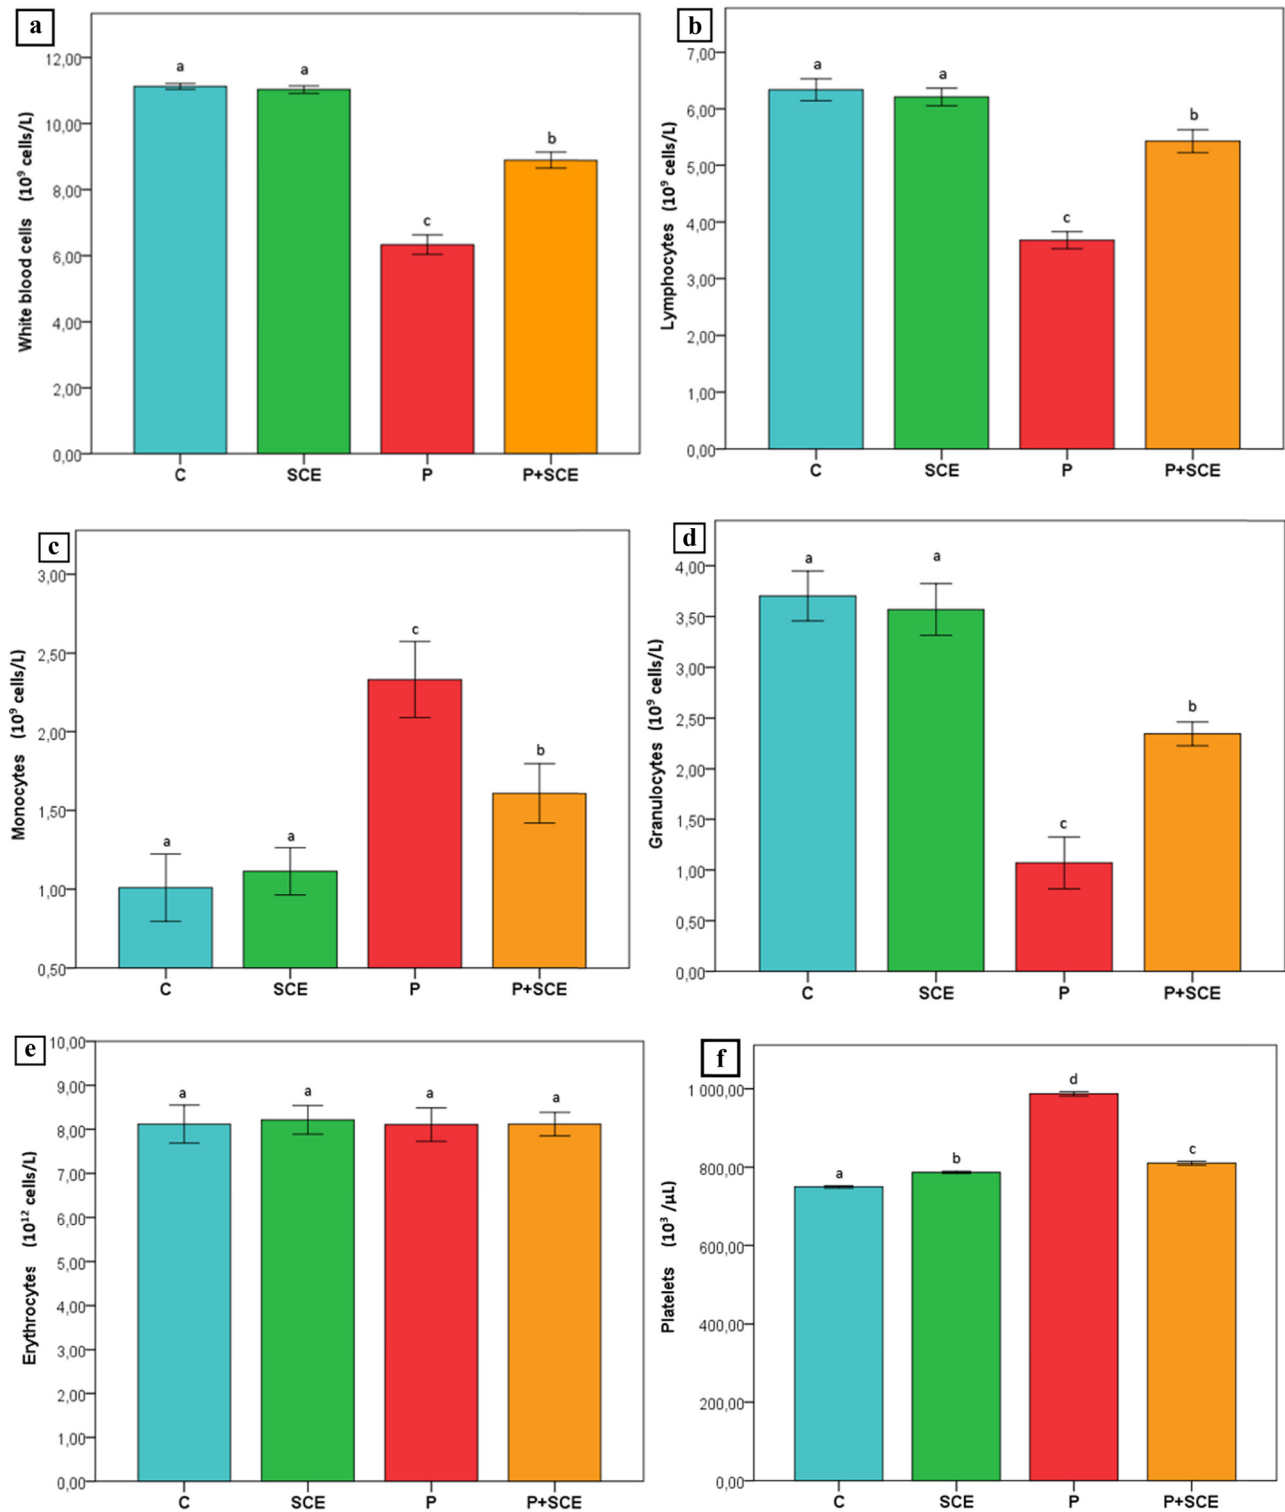 a
White blood cells (10⁹ cells/L)
12,00
10,00
8,00
6,00
4,00
2,00
0,00
a
a
c
b
C SCE P P+SCE
b
Lymphocytes (10⁹ cells/L)
7,00
6,00
5,00
4,00
3,00
2,00
1,00
0,00
a
a
c
b
C SCE P P+SCE
c
Monocytes (10⁹ cells/L)
3,00
2,50
2,00
1,50
1,00
0,50
a
a
c
b
C SCE P P+SCE
d
Granulocytes (10⁹ cells/L)
4,00
3,50
3,00
2,50
2,00
1,50
1,00
0,50
0,00
a
a
c
b
C SCE P P+SCE
e
Erythrocytes (10¹² cells/L)
10,00
9,00
8,00
7,00
6,00
5,00
4,00
3,00
2,00
1,00
0,00
a
a
a
a
C SCE P P+SCE
f
Platelets (10³ /µL)
1 000,00
800,00
600,00
400,00
200,00
0,00
a
b
d
c
C SCE P P+SCE